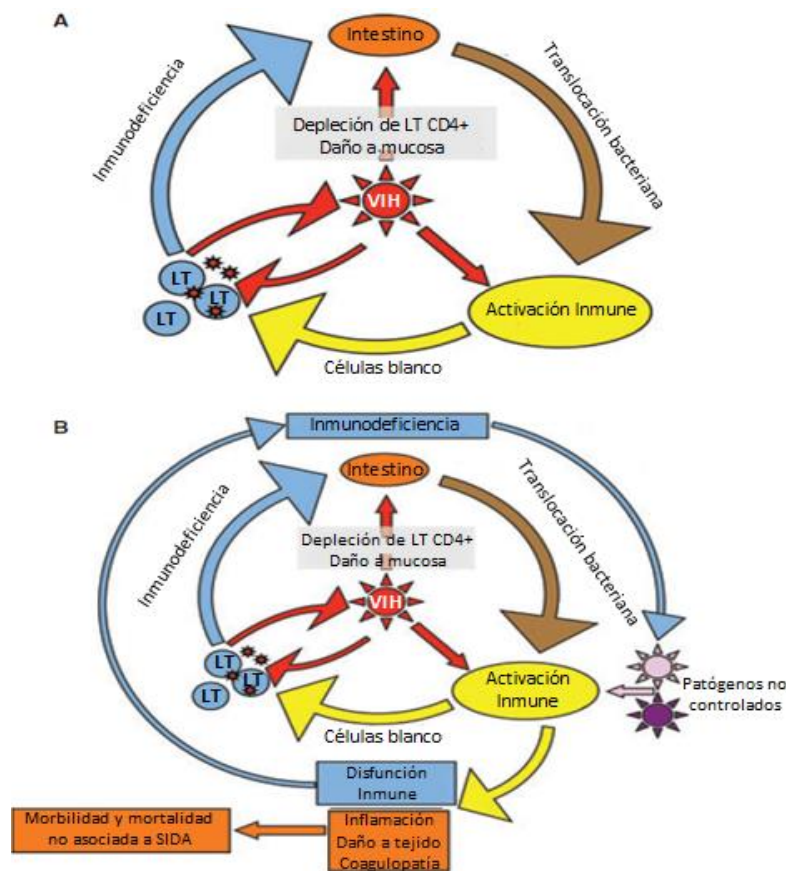 A
Intestino
Inmunodeficiencia
Translocación bacteriana
Depleción de LT CD4+
Daño a mucosa
VIH
LT
LT
LT
Activación Inmune
Células blanco
B
Inmunodeficiencia
Intestino
Inmunodeficiencia
Translocación bacteriana
Depleción de LT CD4+
Daño a mucosa
VIH
LT
LT
LT
Activación
Inmune
Patógenos no
controlados
Células blanco
Disfunción
Inmune
Morbilidad y mortalidad
no asociada a SIDA
Inflamación
Daño a tejido
Coagulopatía